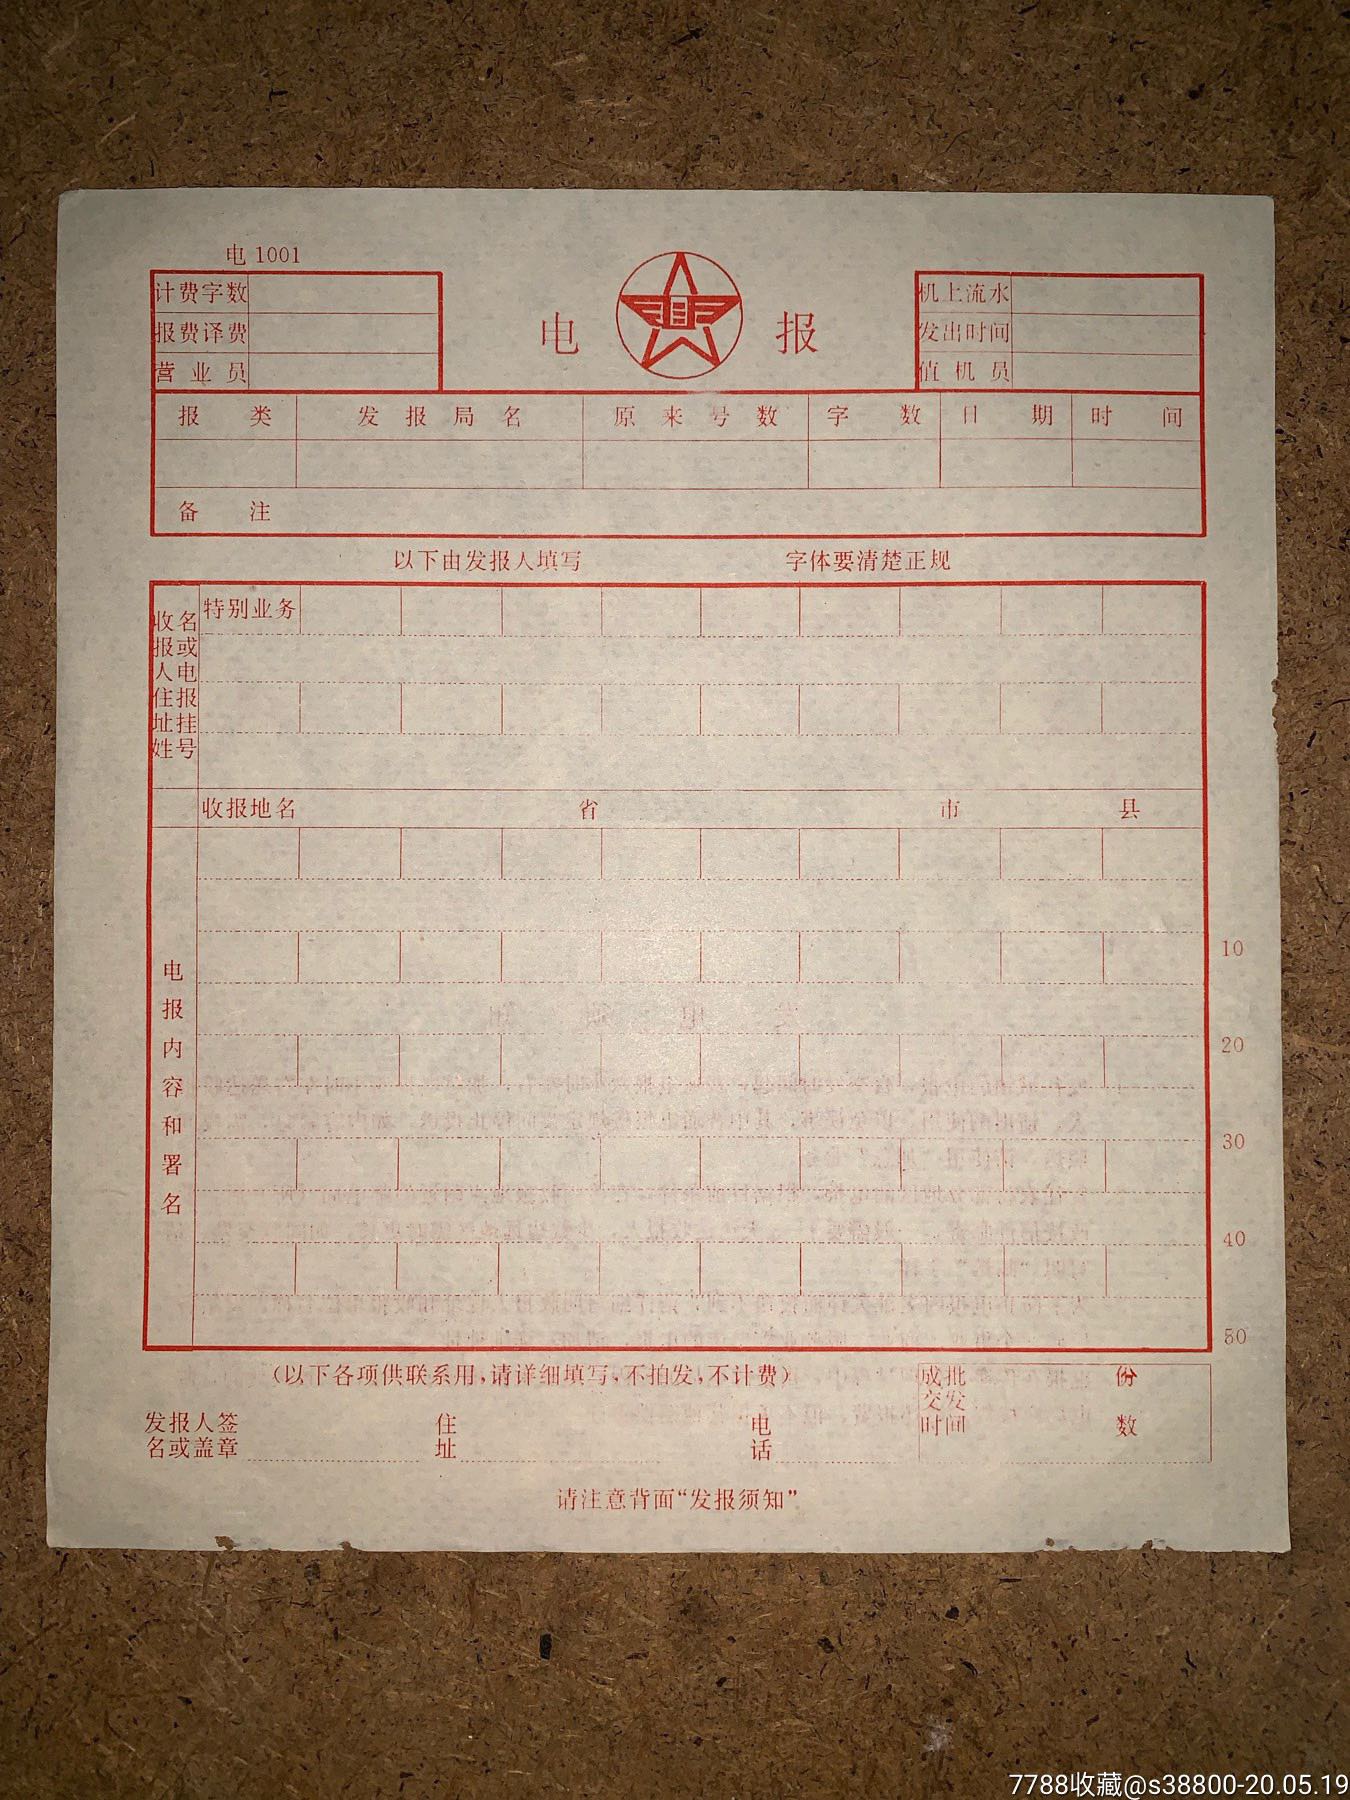 电1001
计费字数
报费译费
营业员
电报
机上流水
发出时间
值机员
报类 发报局名 原来号数 字数 日期 时间
备注
以下由发报人填写 字体要清楚正规
收报人住址姓
名或电报挂号
特别业务
收报地名 省 市 县
电报内容和署名
10
20
30
40
50
(以下各项供联系用,请详细填写,不拍发,不计费)
发报人签
名或盖章
住
址
电
话
成批
交发
时间
份
数
请注意背面“发报须知”
7788收藏@s38800-20.05.19